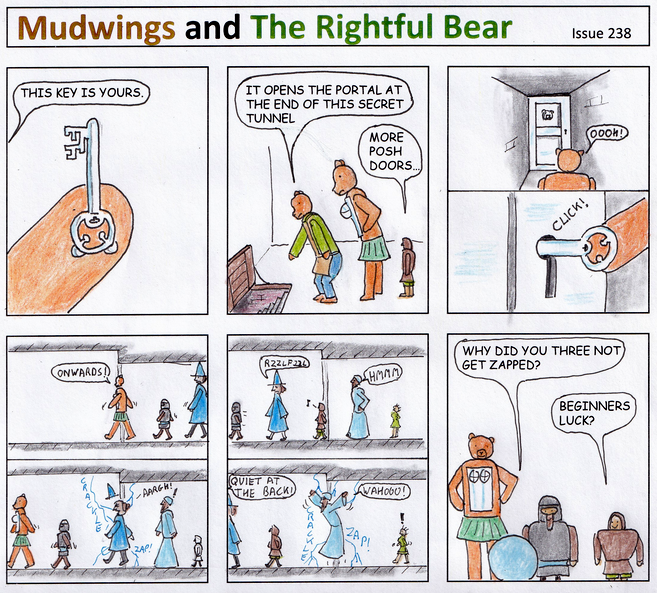 Mudwings and The Rightful Bear
Issue 238
THIS KEY IS YOURS.
IT OPENS THE PORTAL AT
THE END OF THIS SECRET
TUNNEL
MORE
POSH
DOORS...
OOOH!
CLICK!
ONWARDS!
CRACKLE
AARGH!
!
ZAP!
RZZLFZZL
HMMM
QUIET AT
THE BACK!
CRACKLE
WAHOOU!
ZAP!
!
WHY DID YOU THREE NOT
GET ZAPPED?
BEGINNERS
LUCK?